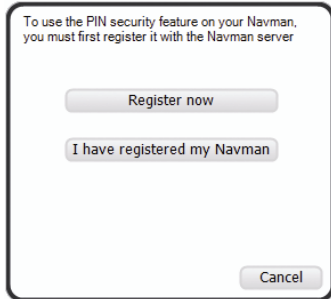 To use the PIN security feature on your Navman,
you must first register it with the Navman server
Register now
I have registered my Navman
Cancel